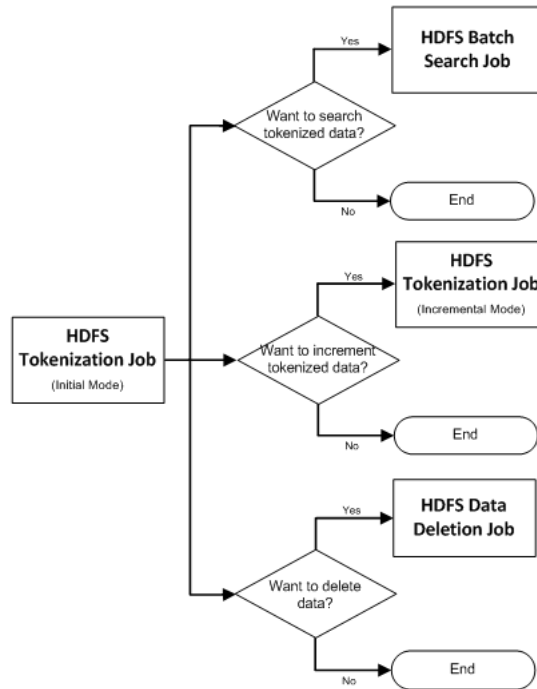 HDFS Batch
Search Job
Yes
Want to search
tokenized data?
No
End
HDFS
Tokenization Job
(Incremental Mode)
Yes
HDFS
Tokenization Job
(Initial Mode)
Want to increment
tokenized data?
No
End
HDFS Data
Deletion Job
Yes
Want to delete
data?
No
End